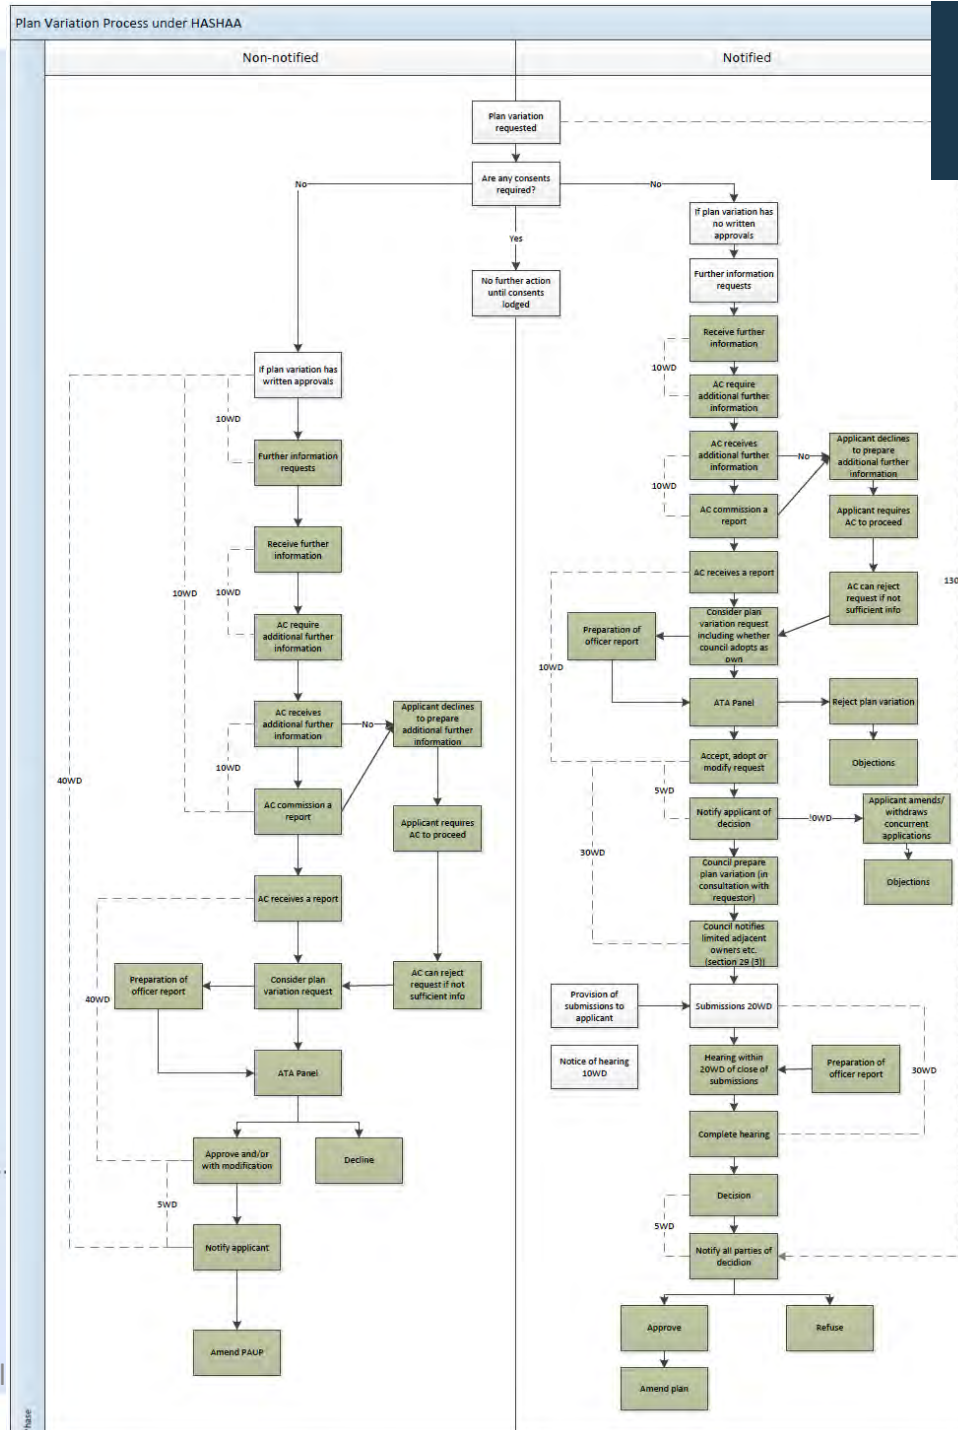 Plan Variation Process under HASHAA
Non-notified
Notified
Plan variation
requested
Are any consents
required?
No
No
Yes
No further action
until consents
lodged
If plan variation has
written approvals
10WD
Further information
requests
Receive further
information
10WD
10WD
AC require
additional further
information
AC receives
additional further
information
No
Applicant declines
to prepare
additional further
information
10WD
40WD
AC commission a
report
Applicant requires
AC to proceed
AC receives a report
AC can reject
request if not
sufficient info
Consider plan
variation request
Preparation of
officer report
40WD
ATA Panel
Approve and/or
with modification
Decline
5WD
Notify applicant
Amend PAUP
If plan variation has
no written
approvals
Further information
requests
Receive further
information
10WD
AC require
additional further
information
AC receives
additional further
information
No
Applicant declines
to prepare
additional further
information
10WD
AC commission a
report
Applicant requires
AC to proceed
AC receives a report
AC can reject
request if not
sufficient info
130
Consider plan
variation request
including whether
council adopts as
own
Preparation of
officer report
10WD
ATA Panel
Reject plan variation
Objections
Accept, adopt or
modify request
5WD
Notify applicant of
decision
0WD
Applicant amends/
withdraws
concurrent
applications
Objections
30WD
Council prepare
plan variation (in
consultation with
requestor)
Council notifies
limited adjacent
owners etc.
(section 29 (3))
Provision of
submissions to
applicant
Submissions 20WD
Notice of hearing
10WD
Hearing within
20WD of close of
submissions
Preparation of
officer report
30WD
Complete hearing
Decision
5WD
Notify all parties of
decidion
Approve
Refuse
Amend plan
Phase